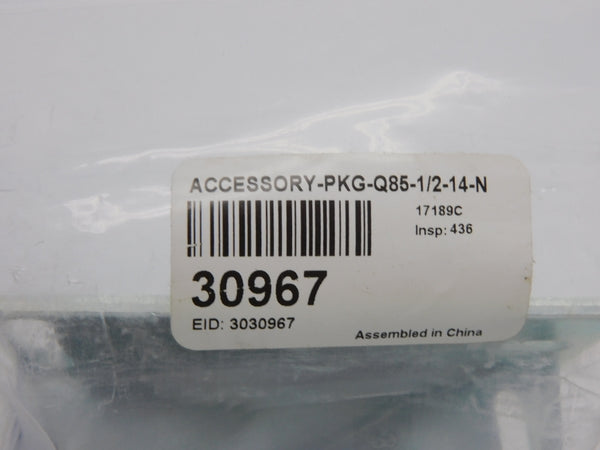 ACCESSORY-PKG-Q85-1/2-14-N
17189C
Insp: 436
30967
EID: 3030967
Assembled in China